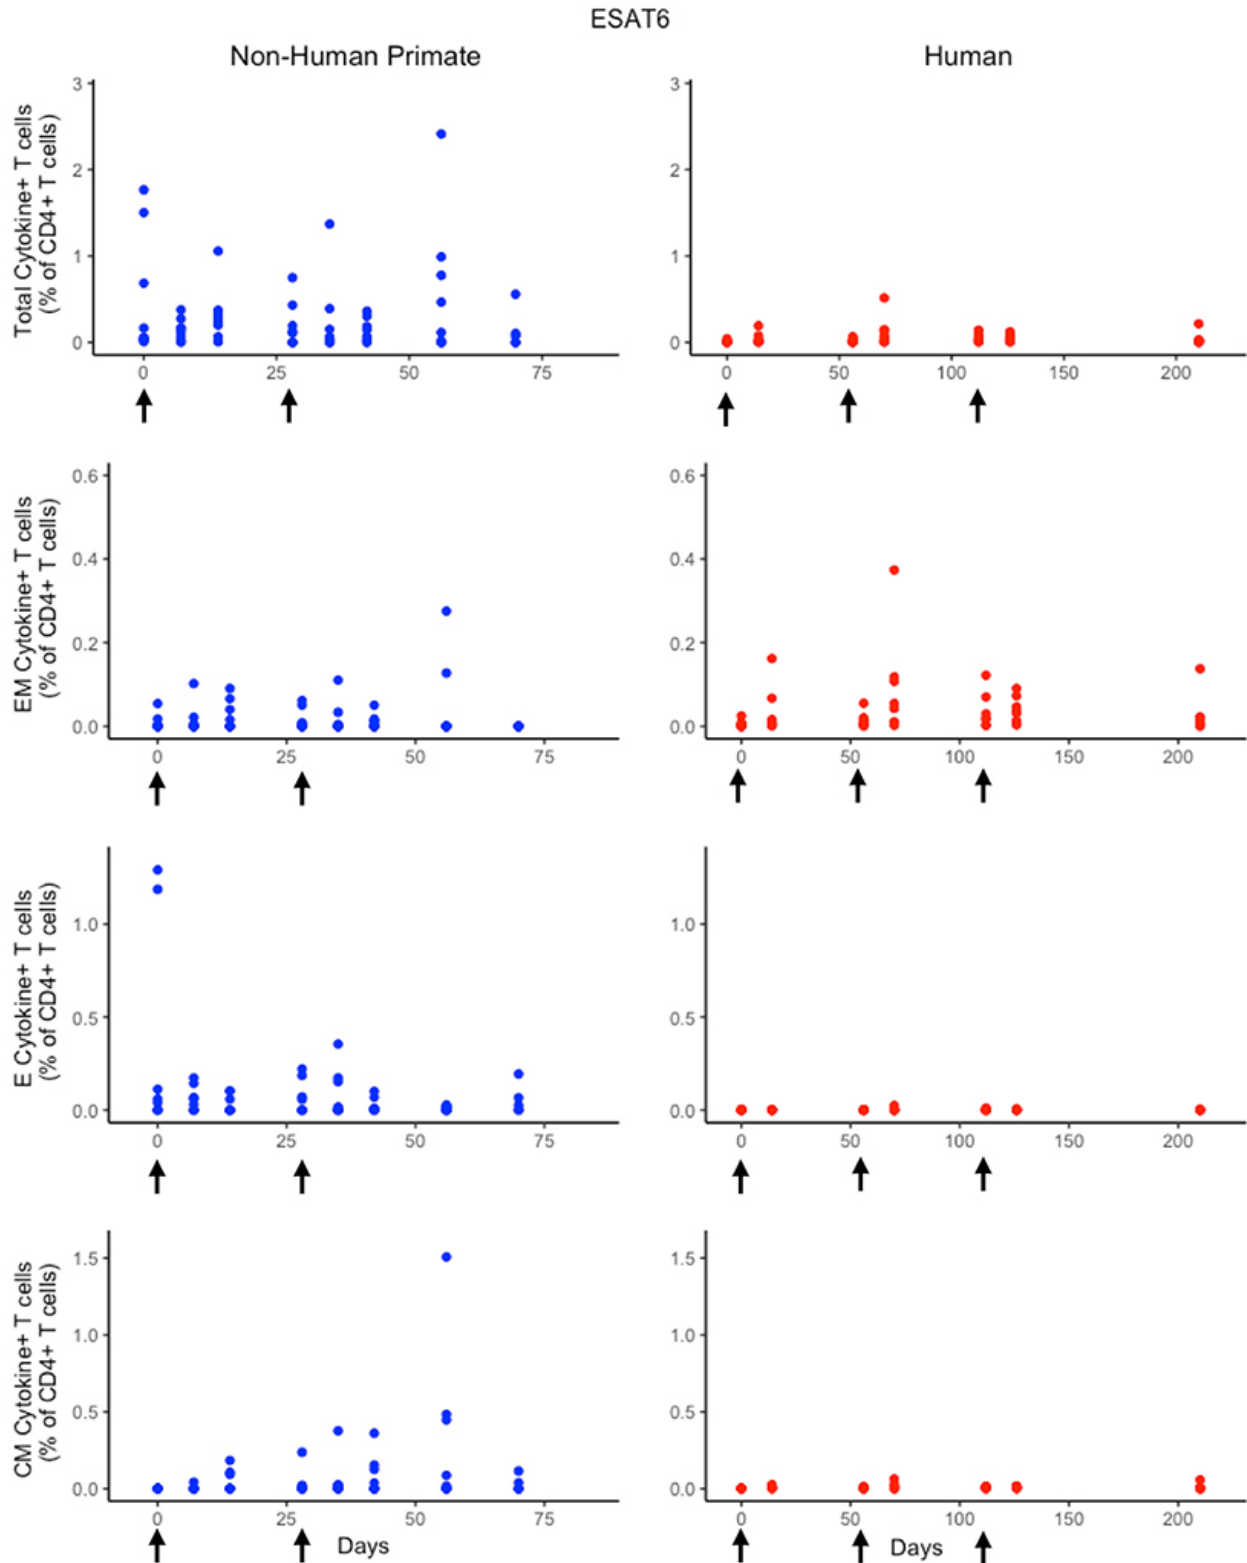 ESAT6
Non-Human Primate
Human
Total Cytokine+ T cells
(% of CD4+ T cells)
3
2
1
0
0 25 50 75
3
2
1
0
0 50 100 150 200
EM Cytokine+ T cells
(% of CD4+ T cells)
0.6
0.4
0.2
0.0
0 25 50 75
0.6
0.4
0.2
0.0
0 50 100 150 200
E Cytokine+ T cells
(% of CD4+ T cells)
1.0
0.5
0.0
0 25 50 75
1.0
0.5
0.0
0 50 100 150 200
CM Cytokine+ T cells
(% of CD4+ T cells)
1.5
1.0
0.5
0.0
0 25 50 75
Days
1.5
1.0
0.5
0.0
0 50 100 150 200
Days